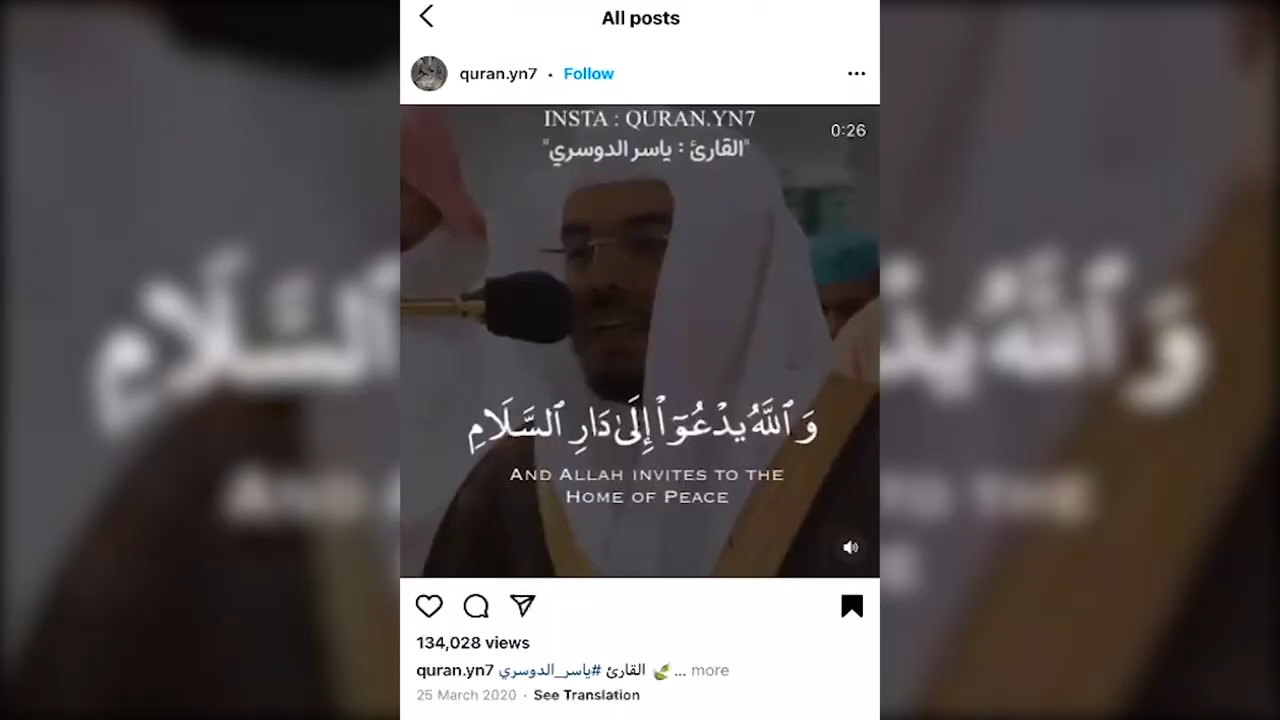 All posts
quran.yn7 · Follow
INSTA : QURAN.YN7
0:26
"القارئ : ياسر الدوسري"
وَٱللَّهُ يَدْعُوٓا۟ إِلَىٰ دَارِ ٱلسَّلَامِ
AND ALLAH INVITES TO THE
HOME OF PEACE
134,028 views
quran.yn7 القارئ #ياسر_الدوسري 🍃 ... more
25 March 2020 · See Translation